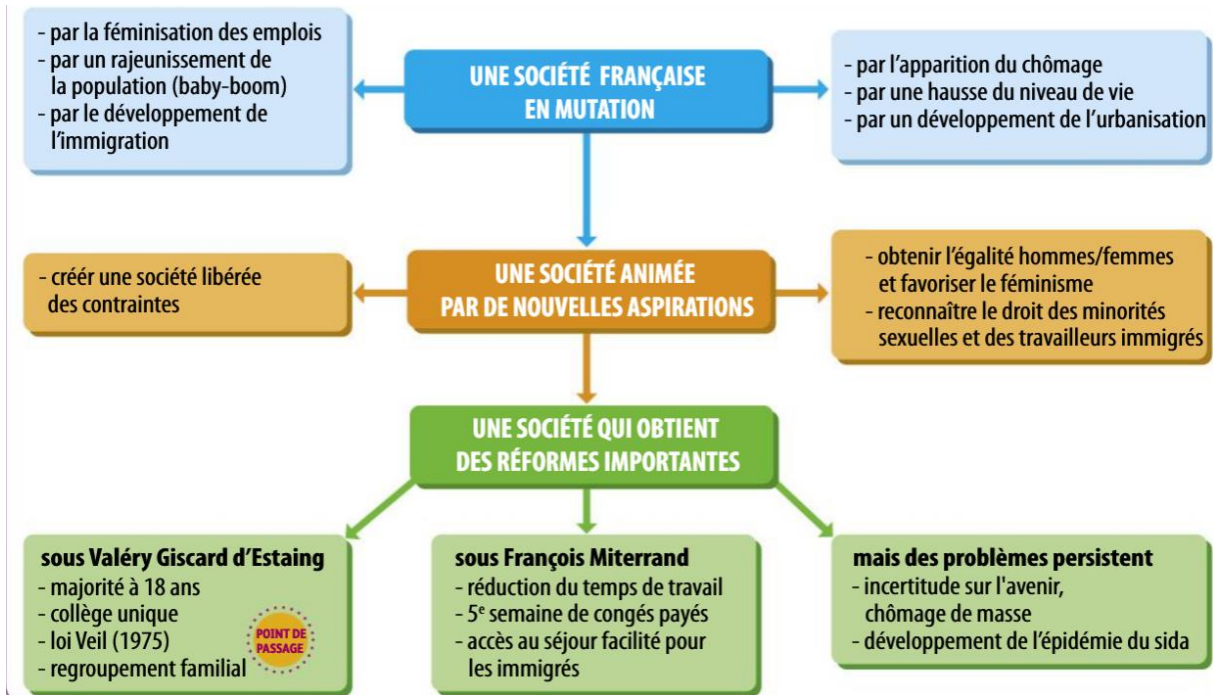 - par la féminisation des emplois
- par un rajeunissement de
la population (baby-boom)
- par le développement de
l'immigration
UNE SOCIÉTÉ FRANÇAISE
EN MUTATION
- par l'apparition du chômage
- par une hausse du niveau de vie
- par un développement de l'urbanisation
- créér une société libérée
des contraintes
UNE SOCIÉTÉ ANIMÉE
PAR DE NOUVELLES ASPIRATIONS
- obtenir l'égalité hommes/femmes
et favoriser le féminisme
- reconnaître le droit des minorités
sexuelles et des travailleurs immigrés
UNE SOCIÉTÉ QUI OBTIENT
DES RÉFORMES IMPORTANTES
sous Valéry Giscard d'Estaing
- majorité à 18 ans
- collège unique
- loi Veil (1975)
- regroupement familial
POINT DE
PASSAGE
sous François Miterrand
- réduction du temps de travail
- 5e semaine de congés payés
- accès au séjour facilité pour
les immigrés
mais des problèmes persistent
- incertitude sur l'avenir,
chômage de masse
- développement de l'épidémie du sida